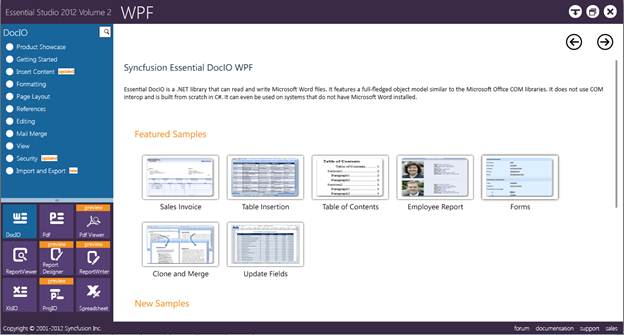 Essential Studio 2012 Volume 2
WPF
DocIO
Product Showcase
Getting Started
Insert Content updated
Formatting
Page Layout
References
Editing
Mail Merge
View
Security updated
Import and Export new
Syncfusion Essential DocIO WPF
Essential DocIO is a .NET library that can read and write Microsoft Word files. It features a full-fledged object model similar to the Microsoft Office COM libraries. It does not use COM
interop and is built from scratch in C#. It can even be used on systems that do not have Microsoft Word installed.
Featured Samples
Table of Contents
Sales Invoice
Table Insertion
Table of Contents
Employee Report
Forms
Clone and Merge
Update Fields
New Samples
DocIO
Pdf
preview
Pdf Viewer
ReportViewer
preview
Report
Designer
preview
ReportWriter
XlsIO
preview
ProjIO
Spreadsheet
Copyright © 2001-2012 Syncfusion Inc.
forum documentation support sales